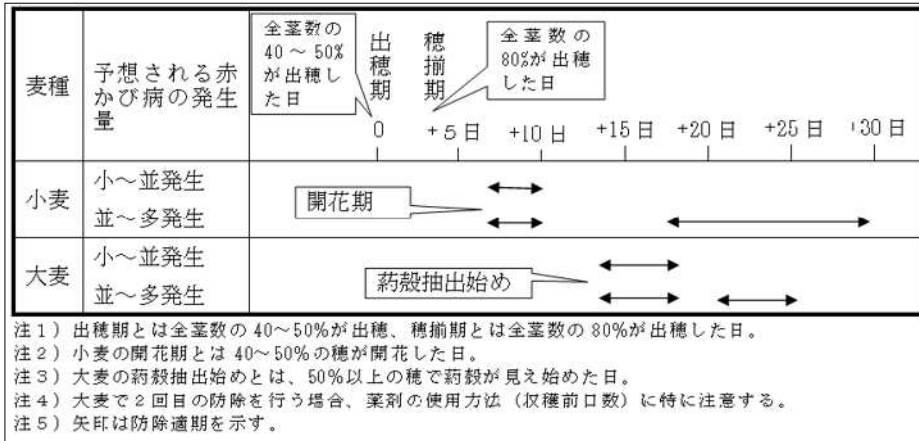 麦種
予想される赤
かび病の発生
量
全茎数の
40～50%
が出穂し
た日
出穂期
穂揃期
全茎数の
80%が出穂
した日
0 +5日 +10日 +15日 +20日 +25日 +30日
小麦
小～並発生
並～多発生
開花期
大麦
小～並発生
並～多発生
葯殻抽出始め
注1）出穂期とは全茎数の40～50%が出穂、穂揃期とは全茎数の80%が出穂した日。
注2）小麦の開花期とは40～50%の穂が開花した日。
注3）大麦の葯殻抽出始めとは、50%以上の穂で葯殻が見え始めた日。
注4）大麦で2回目の防除を行う場合、薬剤の使用方法（収穫前日数）に特に注意する。
注5）矢印は防除適期を示す。